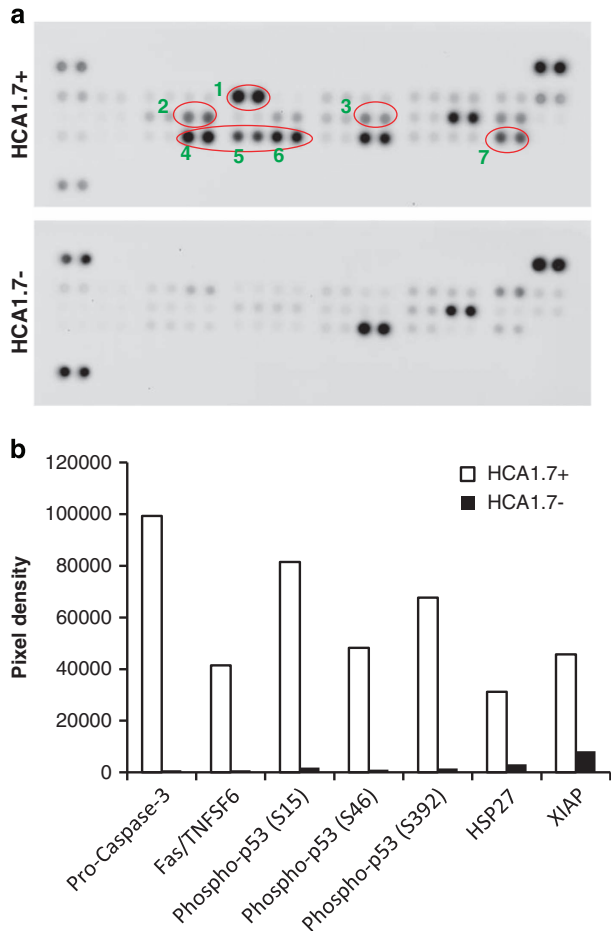 a
HCA1.7+
1
2
3
4
5
6
7
HCA1.7-
b
Pixel density
120000
100000
80000
60000
40000
20000
0
HCA1.7+
HCA1.7-
Pro-Caspase-3
Fas/TNFSF6
Phospho-p53 (S15)
Phospho-p53 (S46)
Phospho-p53 (S392)
HSP27
XIAP